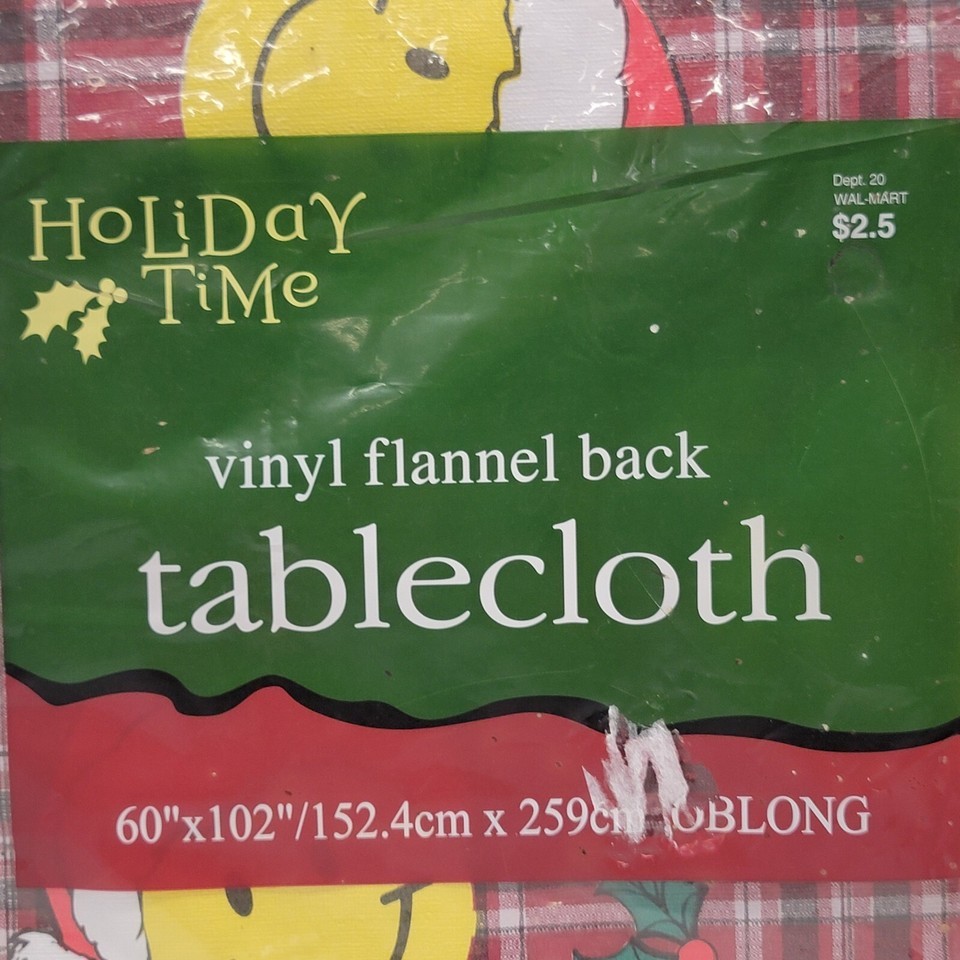 HoLiDaY
TiMe
Dept. 20
WAL-MART
$2.5
vinyl flannel back
tablecloth
60"x102"/152.4cm x 259cm OBLONG